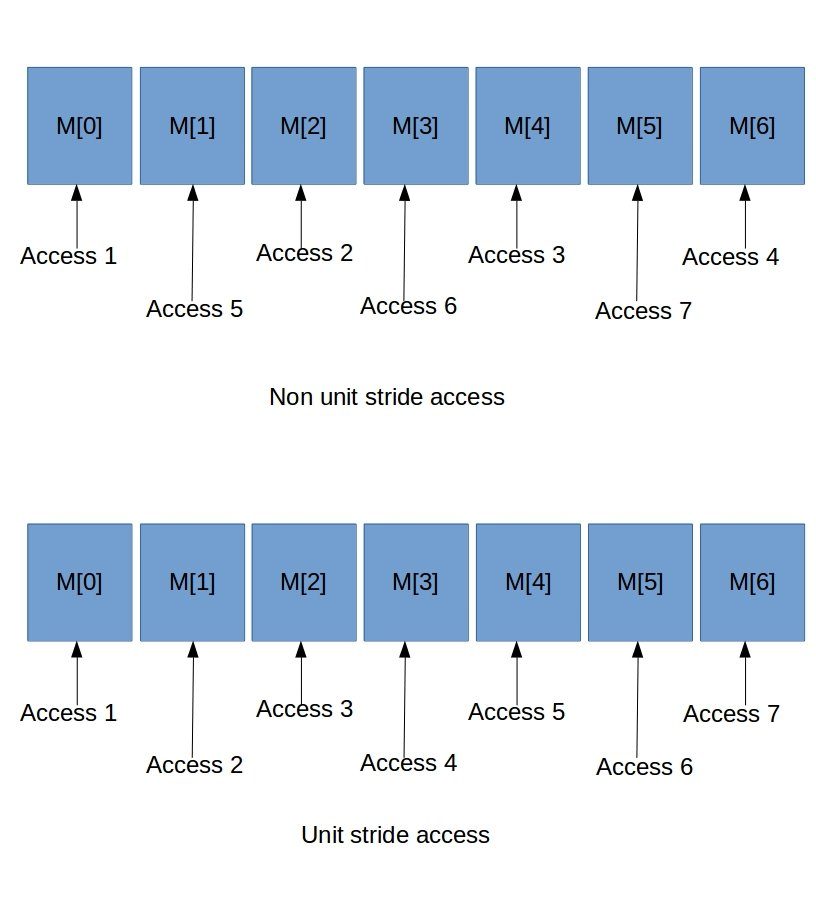 M[0] M[1] M[2] M[3] M[4] M[5] M[6]
Access 1 Access 2 Access 3 Access 4
Access 5 Access 6 Access 7
Non unit stride access
M[0] M[1] M[2] M[3] M[4] M[5] M[6]
Access 1 Access 3 Access 5 Access 7
Access 2 Access 4 Access 6
Unit stride access